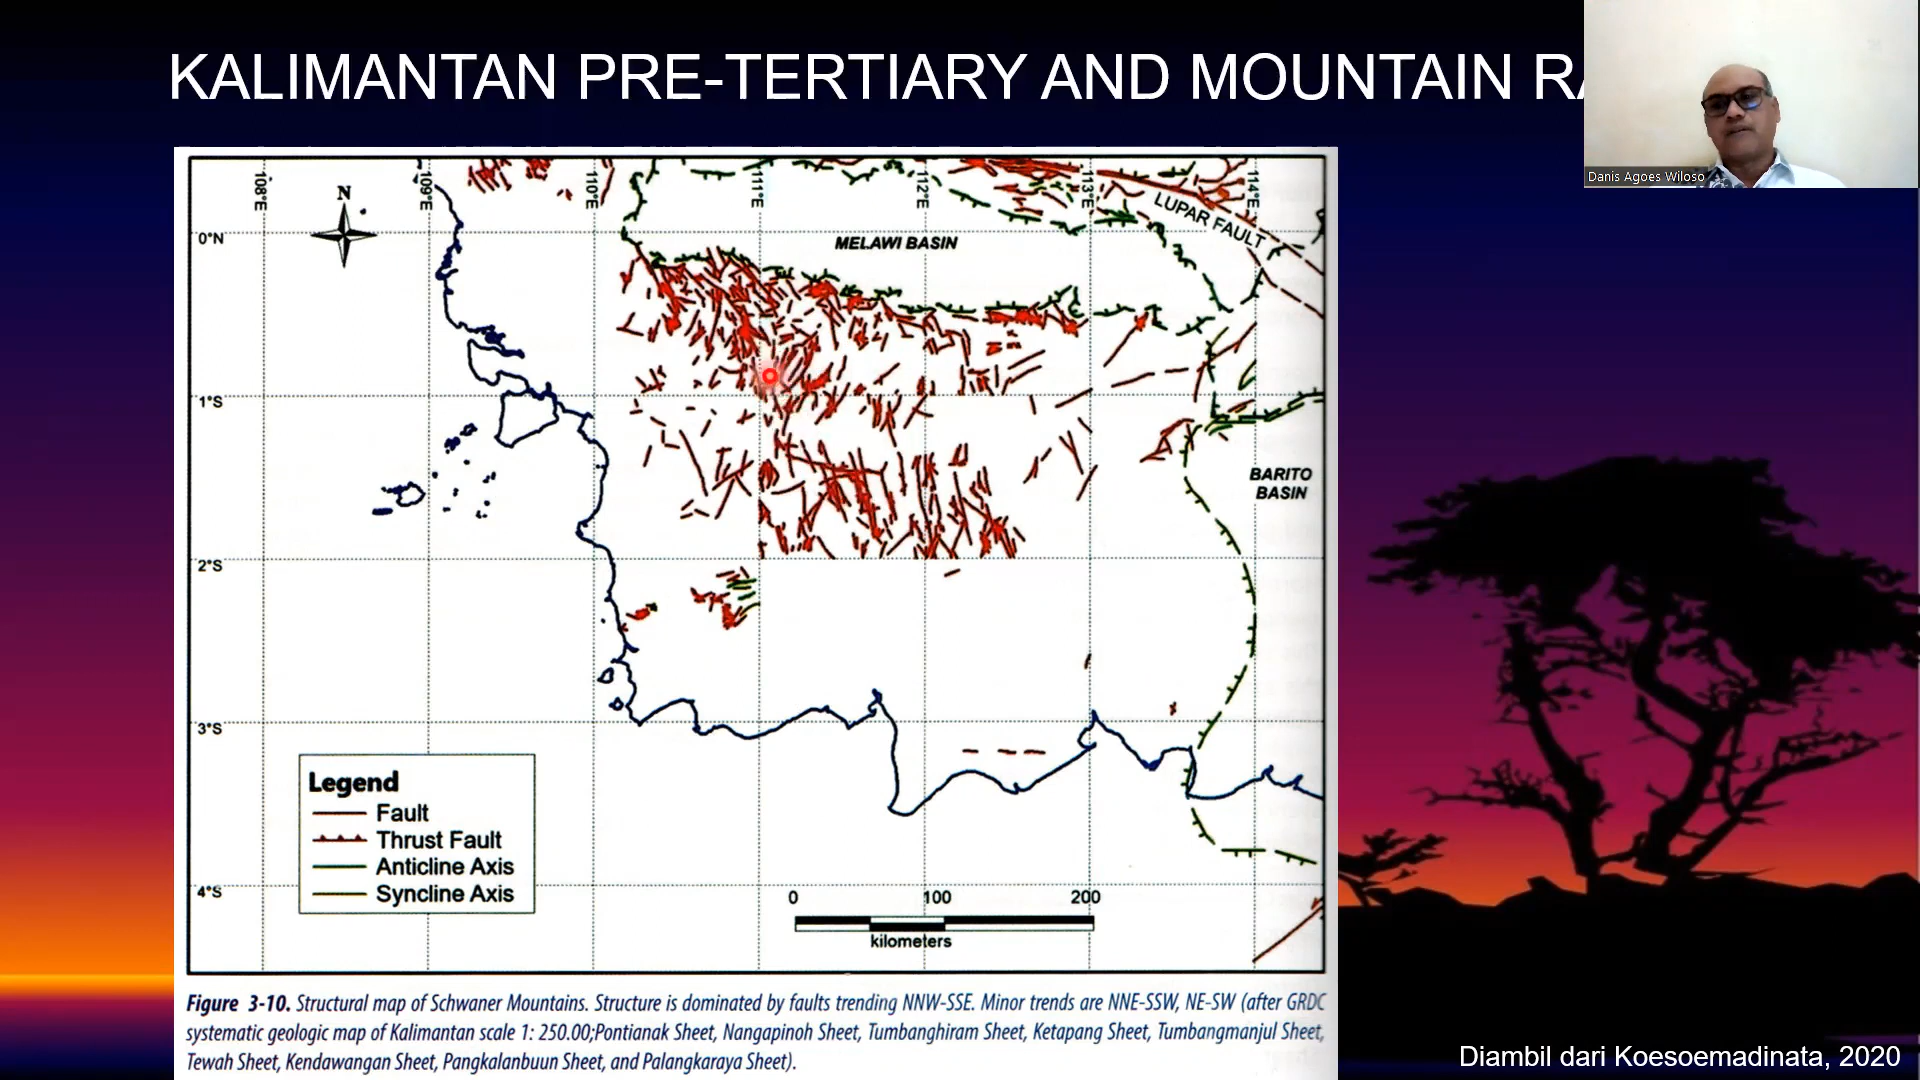 KALIMANTAN PRE-TERTIARY AND MOUNTAIN
Danis Agoes Wiloso
108°E
109°E
110°E
111°E
112°E
113°E
114°E
N
LUPAR FAULT
0°N
MELAWI BASIN
1°S
BARITO
BASIN
2°S
3°S
4°S
Legend
Fault
Thrust Fault
Anticline Axis
Syncline Axis
0 100 200
kilometers
Figure 3-10. Structural map of Schwaner Mountains. Structure is dominated by faults trending NNW-SSE. Minor trends are NNE-SSW, NE-SW (after GRDC
systematic geologic map of Kalimantan scale 1: 250.00;Pontianak Sheet, Nangapinoh Sheet, Tumbanghiram Sheet, Ketapang Sheet, Tumbangmanjul Sheet,
Tewah Sheet, Kendawangan Sheet, Pangkalanbuun Sheet, and Palangkaraya Sheet).
Diambil dari Koesoemadinata, 2020